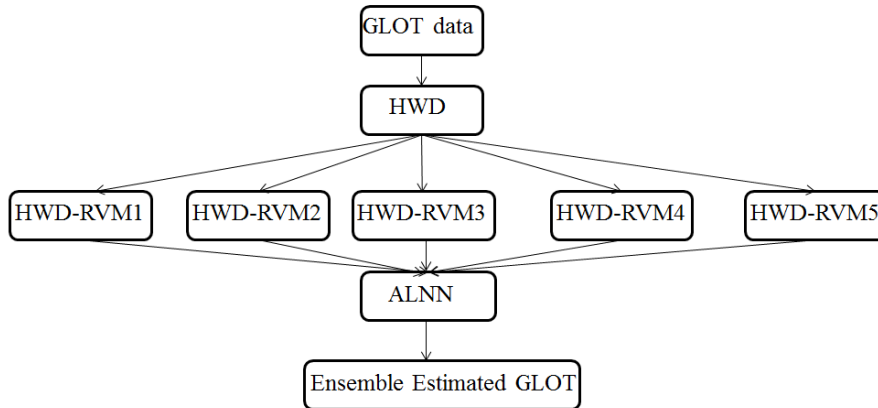 GLOT data
HWD
HWD-RVM1
HWD-RVM2
HWD-RVM3
HWD-RVM4
HWD-RVM5
ALNN
Ensemble Estimated GLOT